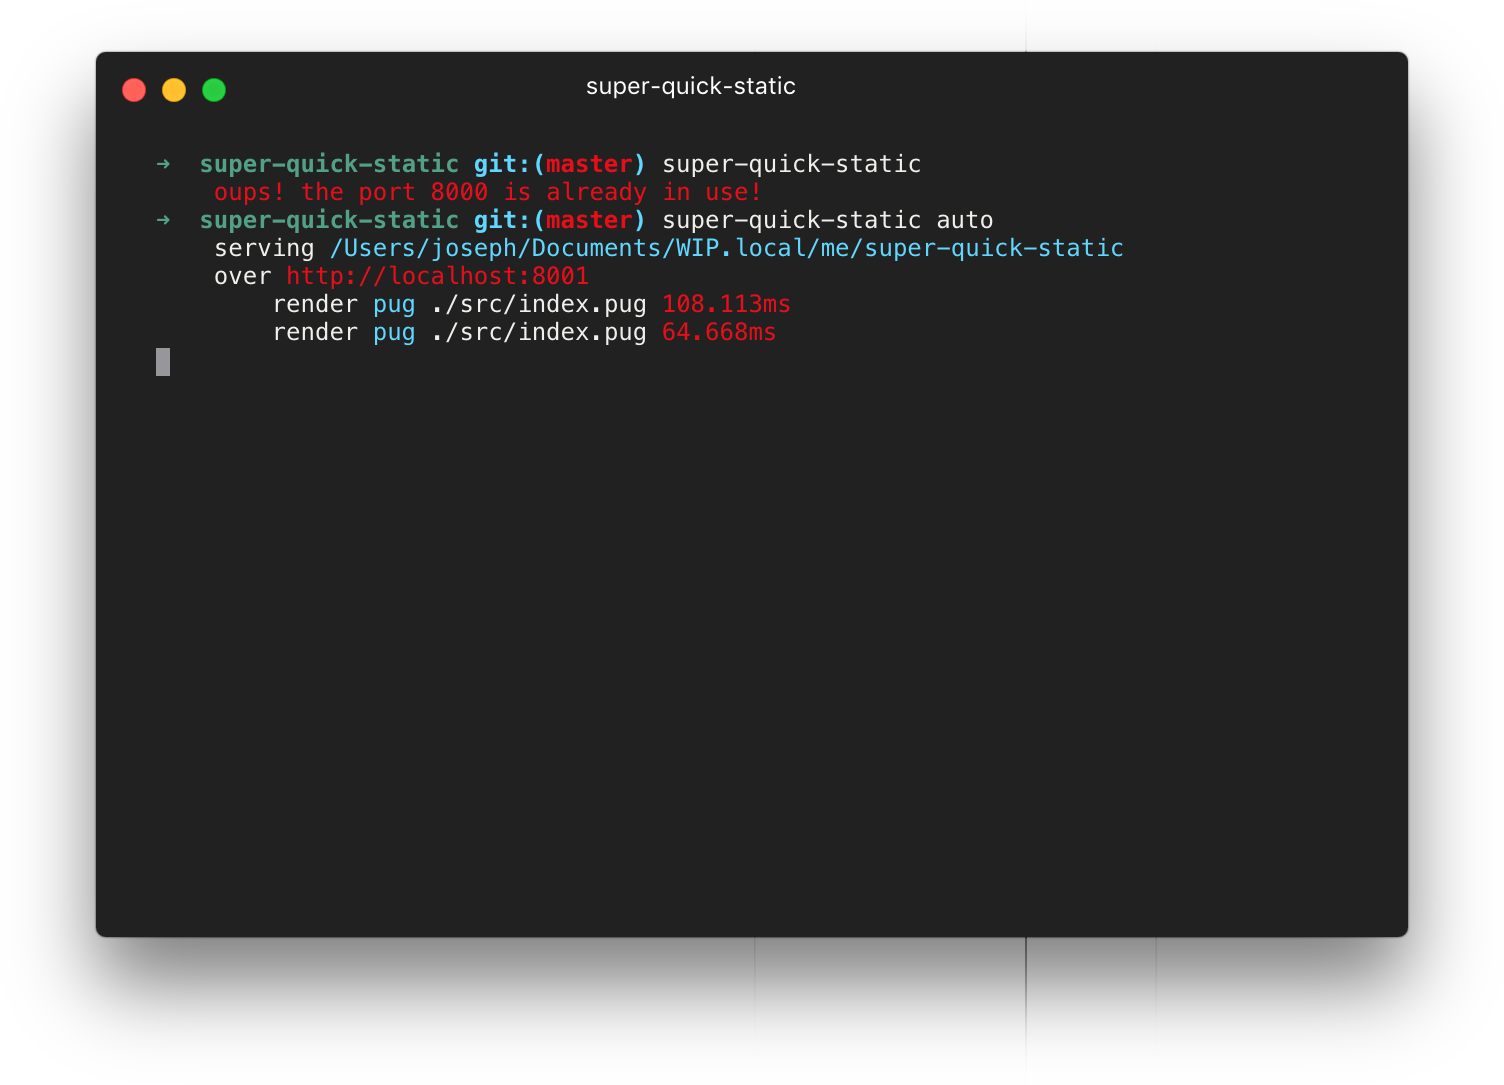 super-quick-static
➜ super-quick-static git:(master) super-quick-static
oups! the port 8000 is already in use!
➜ super-quick-static git:(master) super-quick-static auto
serving /Users/joseph/Documents/WIP.local/me/super-quick-static
over http://localhost:8001
render pug ./src/index.pug 108.113ms
render pug ./src/index.pug 64.668ms